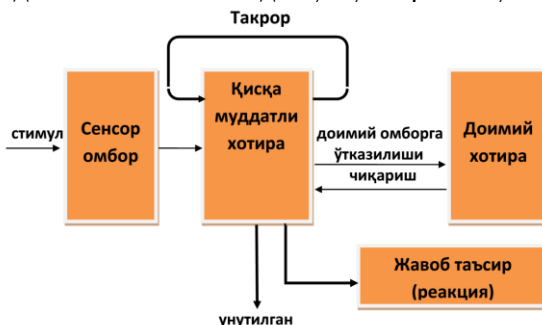 Такрор
стимул
Сенсор
омбор
Қисқа
муддатли
хотира
доимий омборга
ўтказилиши
чиқариш
Доимий
хотира
Жавоб таъсир
(реакция)
унутилган